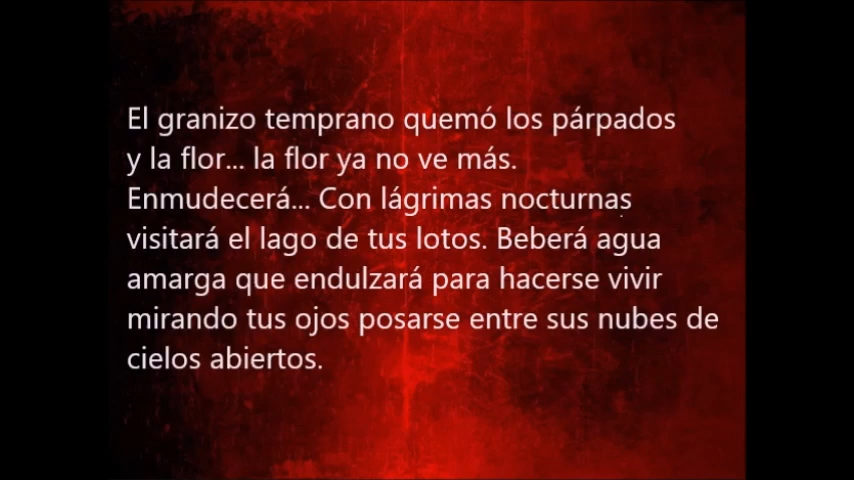 El granizo temprano quemó los párpados
y la flor... la flor ya no ve más.
Enmudecerá... Con lágrimas nocturnas
visitará el lago de tus lotos. Beberá agua
amarga que endulzará para hacerse vivir
mirando tus ojos posarse entre sus nubes de
cielos abiertos.